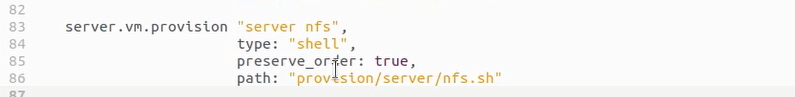 82
83 server.vm.provision "server nfs",
84 type: "shell",
85 preserve_order: true,
86 path: "provision/server/nfs.sh"
87